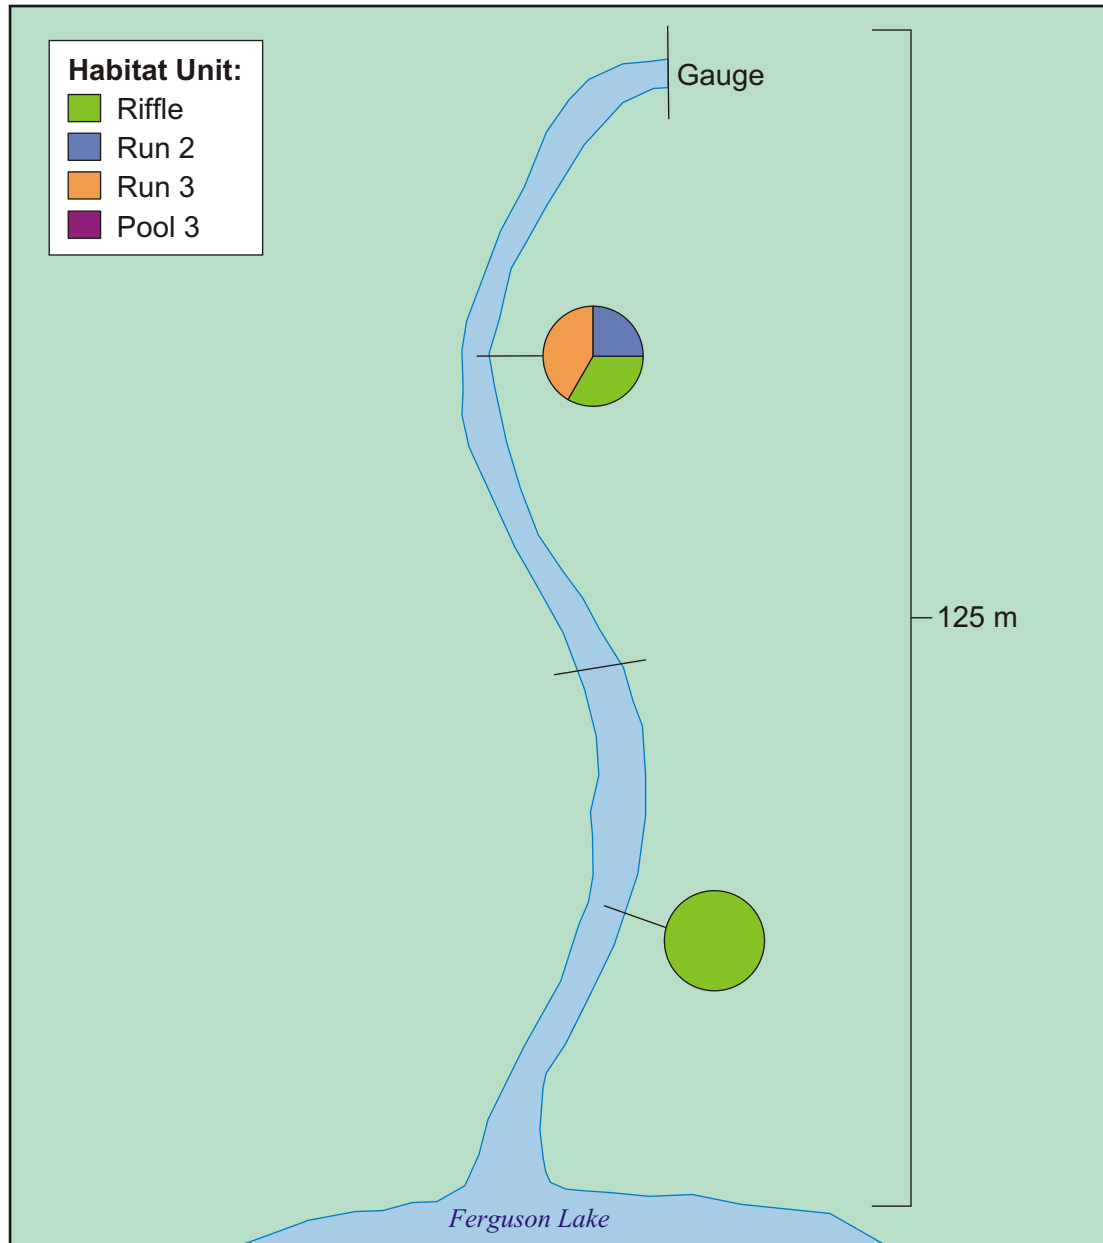 Habitat Unit:
Riffle
Run 2
Run 3
Pool 3
Gauge
125 m
Ferguson Lake